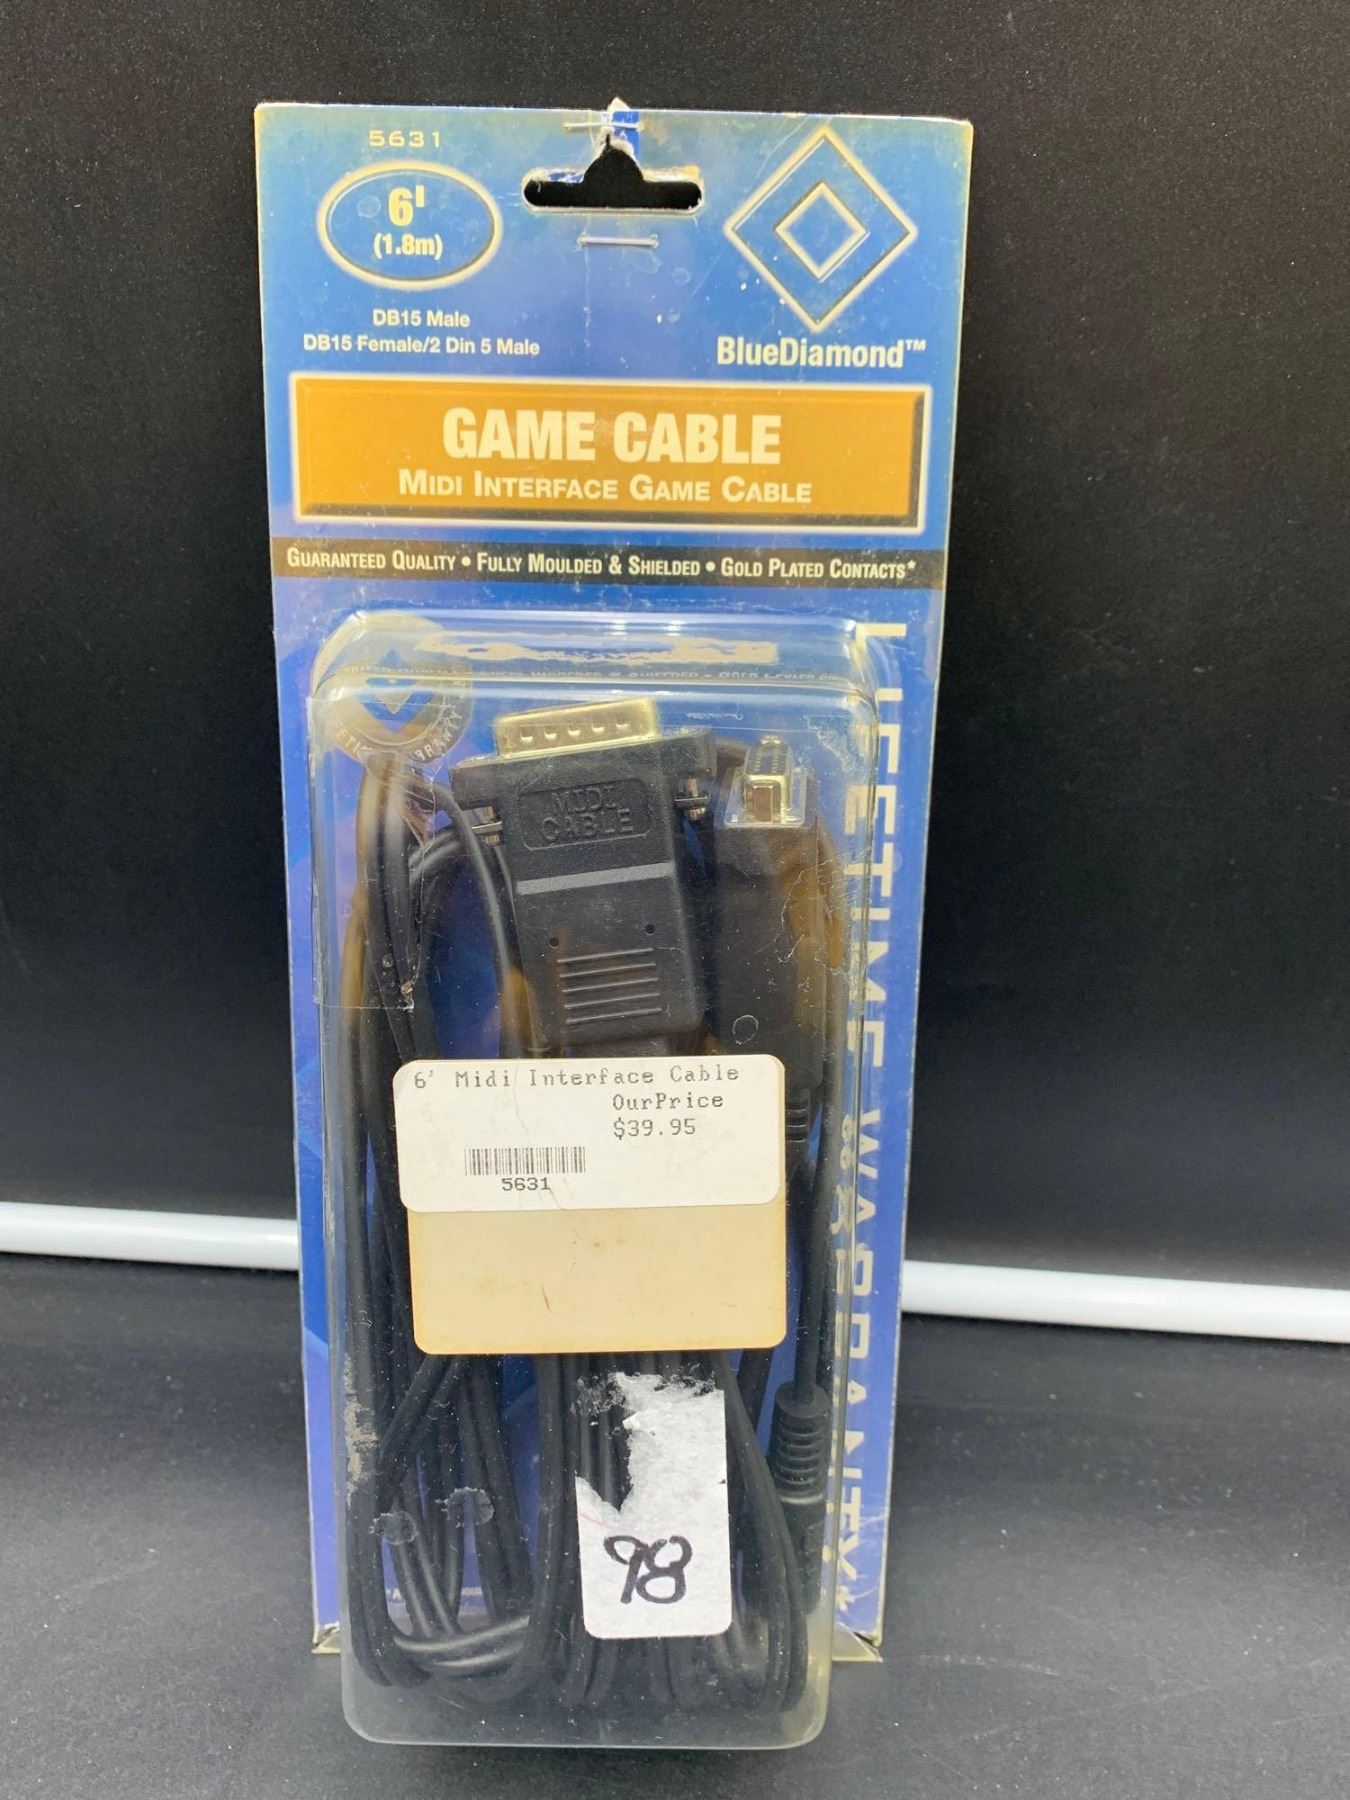 5631
6'
(1.8m)
DB15 Male
DB15 Female/2 Din 5 Male
BlueDiamond™
GAME CABLE
MIDI INTERFACE GAME CABLE
GUARANTEED QUALITY • FULLY MOULDED & SHIELDED • GOLD PLATED CONTACTS*
LIFETIME WARRANTY*
MIDI
CABLE
6' Midi Interface Cable
OurPrice
$39.95
5631
98